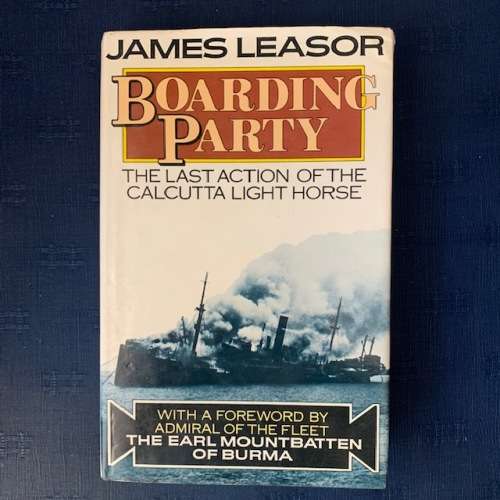 JAMES LEASOR
BOARDING
PARTY
THE LAST ACTION OF THE
CALCUTTA LIGHT HORSE
WITH A FOREWORD BY
ADMIRAL OF THE FLEET
THE EARL MOUNTBATTEN
OF BURMA